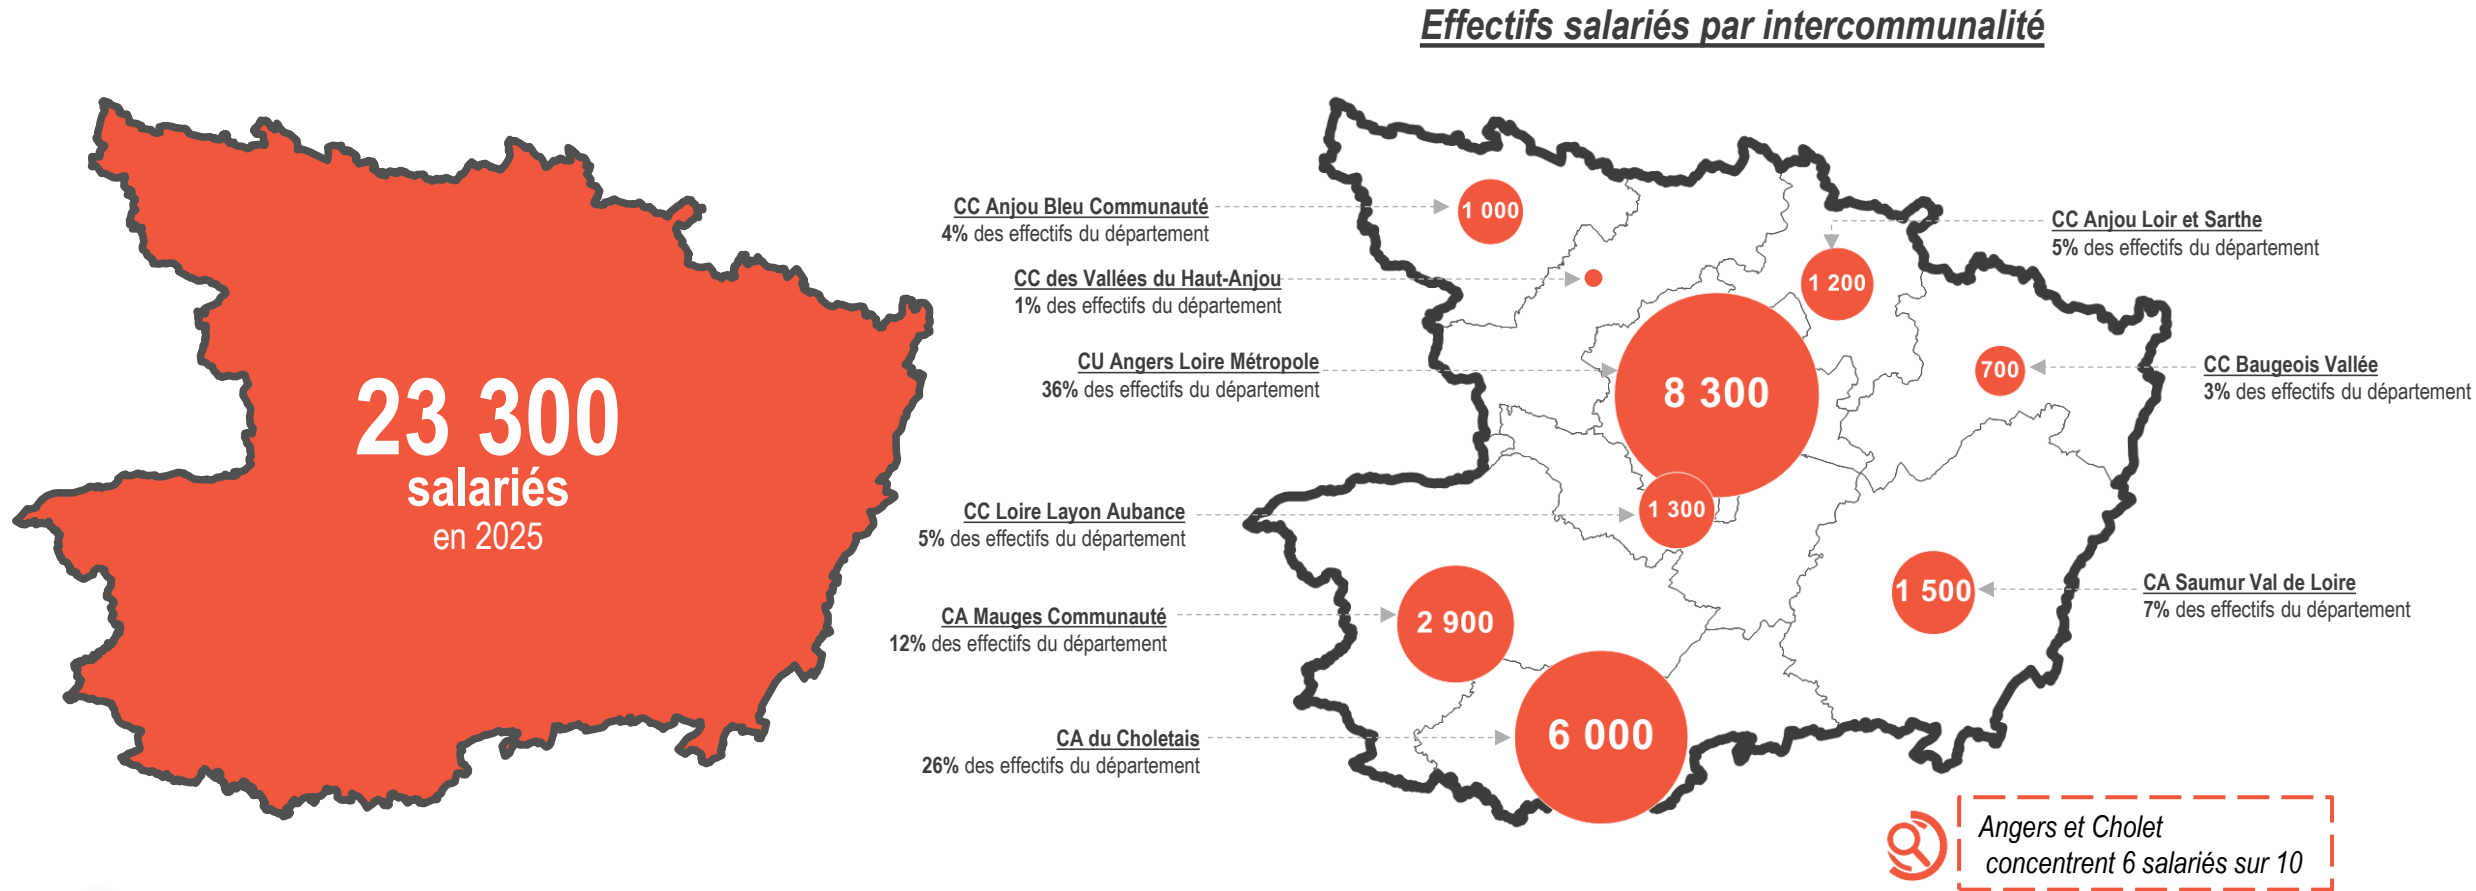 Effectifs salariés par intercommunalité
23 300
salariés
en 2025
CC Anjou Bleu Communauté
4% des effectifs du département
1 000
CC des Vallées du Haut-Anjou
1% des effectifs du département
CU Angers Loire Métropole
36% des effectifs du département
8 300
CC Loire Layon Aubance
5% des effectifs du département
1 300
CA Mauges Communauté
12% des effectifs du département
2 900
CA du Choletais
26% des effectifs du département
6 000
CC Anjou Loir et Sarthe
5% des effectifs du département
1 200
CC Baugeois Vallée
3% des effectifs du département
700
CA Saumur Val de Loire
7% des effectifs du département
1 500
Angers et Cholet
concentrent 6 salariés sur 10